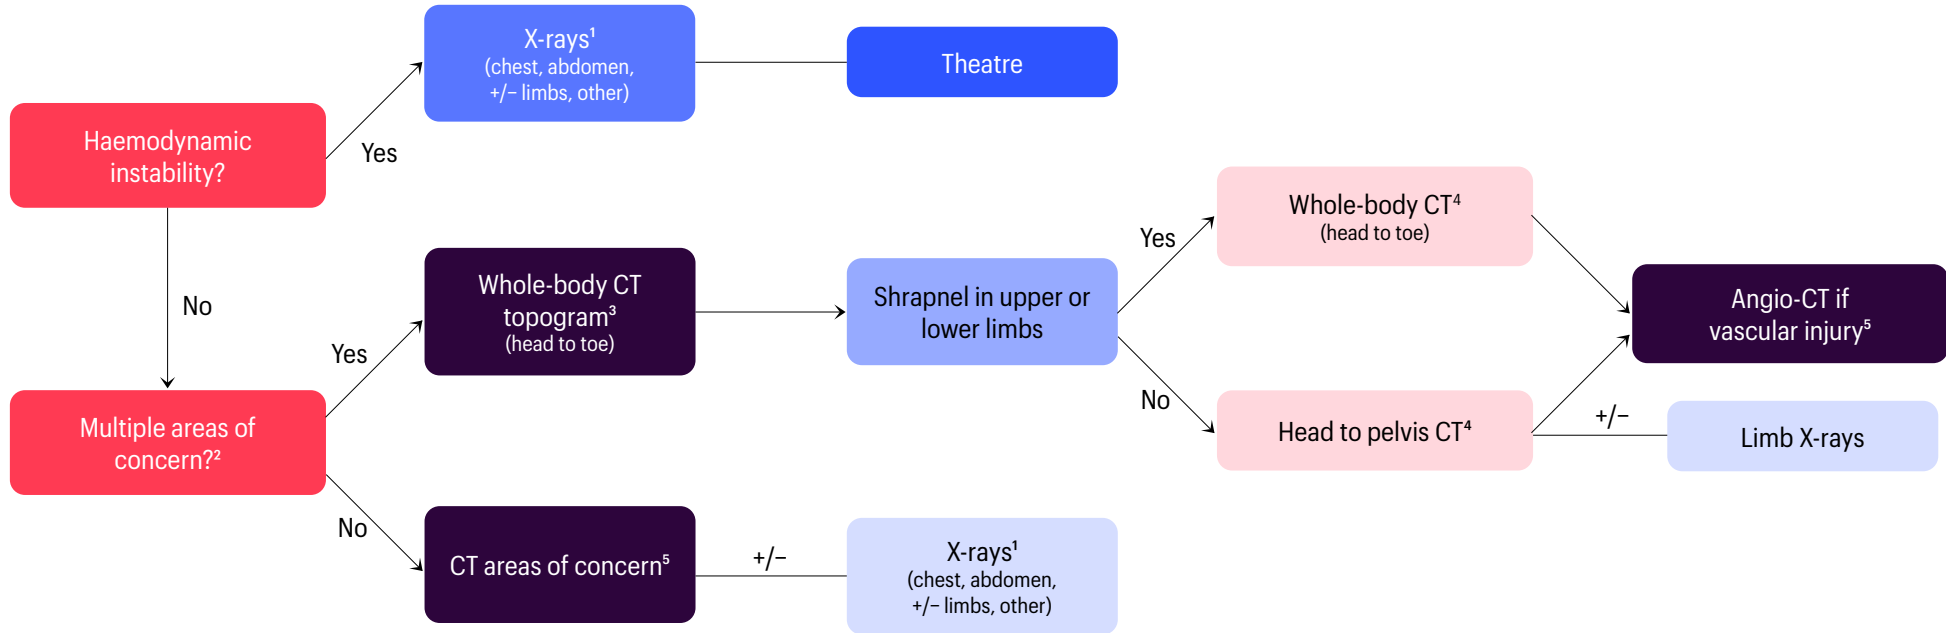 X-rays¹
(chest, abdomen,
+/– limbs, other)
Theatre
Haemodynamic
instability?
Yes
No
Whole-body CT
topogram³
(head to toe)
Yes
Shrapnel in upper or
lower limbs
Yes
Whole-body CT⁴
(head to toe)
Angio-CT if
vascular injury⁵
No
Head to pelvis CT⁴
+/–
Limb X-rays
Multiple areas of
concern?²
No
CT areas of concern⁵
+/–
X-rays¹
(chest, abdomen,
+/– limbs, other)